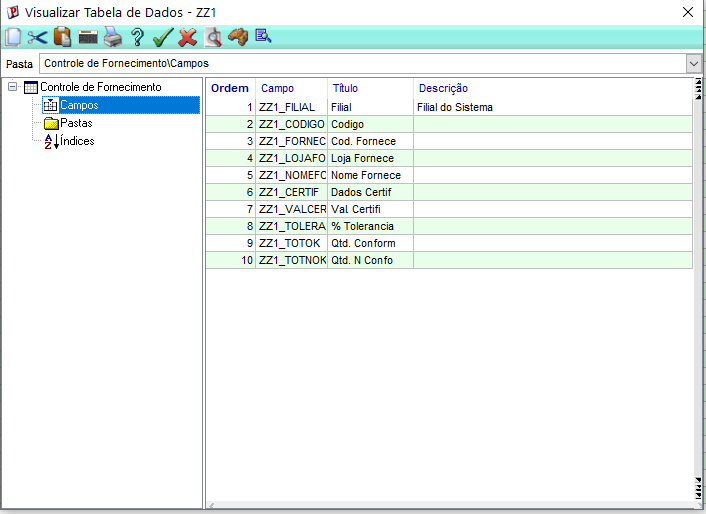 Visualizar Tabela de Dados - ZZ1
Pasta Controle de Fornecimento\Campos
Controle de Fornecimento
Campos
Pastas
Índices
Ordem Campo Título Descrição
1 ZZ1_FILIAL Filial Filial do Sistema
2 ZZ1_CODIGO Codigo
3 ZZ1_FORNEC Cod. Fornece
4 ZZ1_LOJAFO Loja Fornece
5 ZZ1_NOMEFC Nome Fornece
6 ZZ1_CERTIF Dados Certif
7 ZZ1_VALCER Val. Certifi
8 ZZ1_TOLERA % Tolerancia
9 ZZ1_TOTOK Qtd. Conform
10 ZZ1_TOTNOK Qtd. N Confo